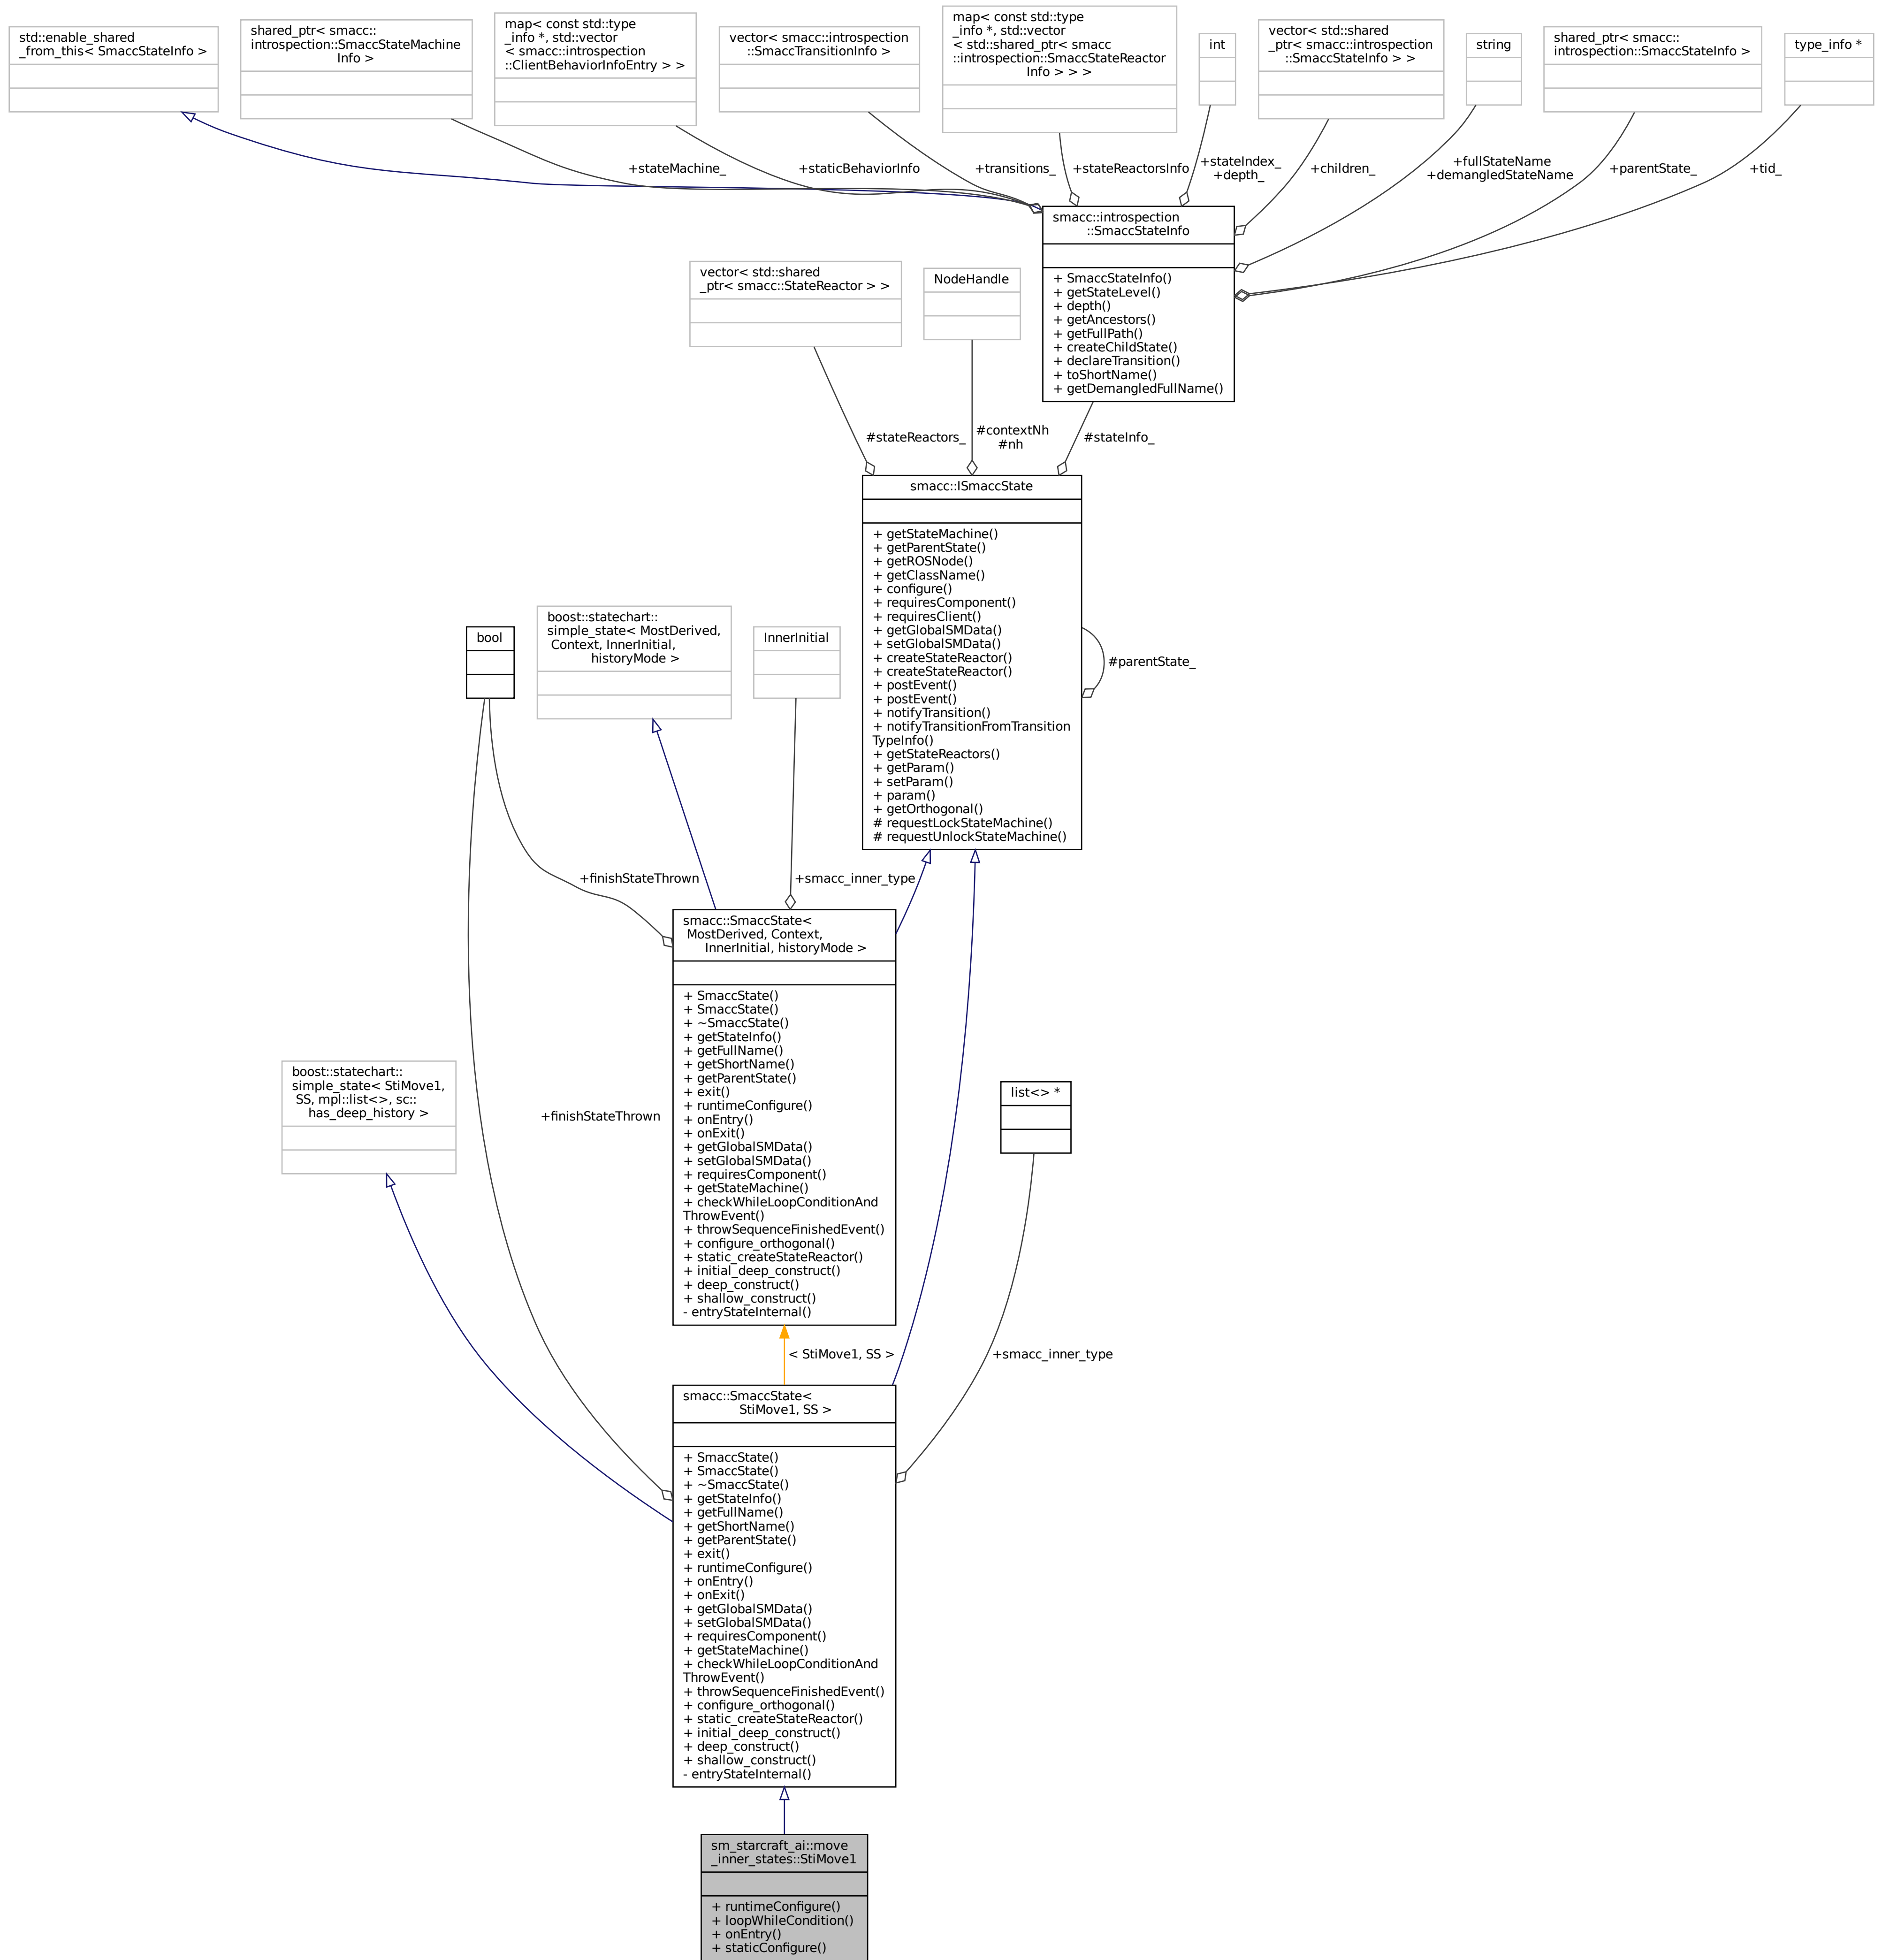 std::enable_shared
_from_this< SmaccStateInfo >
shared_ptr< smacc::
introspection::SmaccStateMachine
Info >
map< const std::type
_info *, std::vector
< smacc::introspection
::ClientBehaviorInfoEntry > >
vector< smacc::introspection
::SmaccTransitionInfo >
map< const std::type
_info *, std::vector
< std::shared_ptr< smacc
::introspection::SmaccStateReactor
Info > > >
int
vector< std::shared
_ptr< smacc::introspection
::SmaccStateInfo > >
string
shared_ptr< smacc::
introspection::SmaccStateInfo >
type_info *
+stateMachine_
+staticBehaviorInfo
+transitions_
+stateReactorsInfo
+stateIndex_
+depth_
+children_
+fullStateName
+demangledStateName
+parentState_
+tid_
smacc::introspection
::SmaccStateInfo
+ SmaccStateInfo()
+ getStateLevel()
+ depth()
+ getAncestors()
+ getFullPath()
+ createChildState()
+ declareTransition()
+ toShortName()
+ getDemangledFullName()
vector< std::shared
_ptr< smacc::StateReactor > >
NodeHandle
#stateReactors_
#contextNh
#nh
#stateInfo_
smacc::ISmaccState
+ getStateMachine()
+ getParentState()
+ getROSNode()
+ getClassName()
+ configure()
+ requiresComponent()
+ requiresClient()
+ getGlobalSMData()
+ setGlobalSMData()
+ createStateReactor()
+ createStateReactor()
+ postEvent()
+ postEvent()
+ notifyTransition()
+ notifyTransitionFromTransition
TypeInfo()
+ getStateReactors()
+ getParam()
+ setParam()
+ param()
+ getOrthogonal()
# requestLockStateMachine()
# requestUnlockStateMachine()
#parentState_
bool
boost::statechart::
simple_state< MostDerived,
Context, InnerInitial,
historyMode >
InnerInitial
+finishStateThrown
+smacc_inner_type
smacc::SmaccState<
MostDerived, Context,
InnerInitial, historyMode >
+ SmaccState()
+ SmaccState()
+ ~SmaccState()
+ getStateInfo()
+ getFullName()
+ getShortName()
+ getParentState()
+ exit()
+ runtimeConfigure()
+ onEntry()
+ onExit()
+ getGlobalSMData()
+ setGlobalSMData()
+ requiresComponent()
+ getStateMachine()
+ checkWhileLoopConditionAnd
ThrowEvent()
+ throwSequenceFinishedEvent()
+ configure_orthogonal()
+ static_createStateReactor()
+ initial_deep_construct()
+ deep_construct()
+ shallow_construct()
- entryStateInternal()
boost::statechart::
simple_state< StiMove1,
SS, mpl::list<>, sc::
has_deep_history >
+finishStateThrown
list<> *
< StiMove1, SS >
+smacc_inner_type
smacc::SmaccState<
StiMove1, SS >
+ SmaccState()
+ SmaccState()
+ ~SmaccState()
+ getStateInfo()
+ getFullName()
+ getShortName()
+ getParentState()
+ exit()
+ runtimeConfigure()
+ onEntry()
+ onExit()
+ getGlobalSMData()
+ setGlobalSMData()
+ requiresComponent()
+ getStateMachine()
+ checkWhileLoopConditionAnd
ThrowEvent()
+ throwSequenceFinishedEvent()
+ configure_orthogonal()
+ static_createStateReactor()
+ initial_deep_construct()
+ deep_construct()
+ shallow_construct()
- entryStateInternal()
sm_starcraft_ai::move
_inner_states::StiMove1
+ runtimeConfigure()
+ loopWhileCondition()
+ onEntry()
+ staticConfigure()